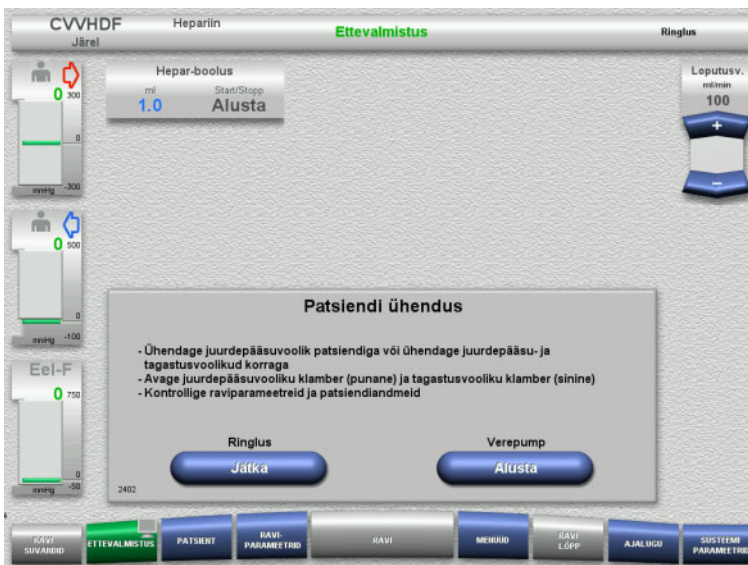 CVVHDF
Järel
Hepariin
Ettevalmistus
Ringlus
0 300
0
mmHg -300
Hepar-boolus
ml Start/Stopp
1.0 Alusta
Loputusv.
ml/min
100
+
–
0 500
0
mmHg -100
Eel-F
0 750
0
mmHg -50
Patsiendi ühendus
- Ühendage juurdepääsuvoolik patsiendiga või ühendage juurdepääsu- ja
tagastusvoolikud korraga
- Avage juurdepääsuvooliku klamber (punane) ja tagastusvooliku klamber (sinine)
- Kontrollige raviparameetreid ja patsiendiandmeid
Ringlus Verepump
Jätka Alusta
2402
RAVI
SUVANDID
ETTEVALMISTUS
PATSIENT
RAVI-
PARAMEETRID
RAVI
MENÜÜD
RAVI
LÕPP
AJALUGU
SÜSTEEMI
PARAMEETRID